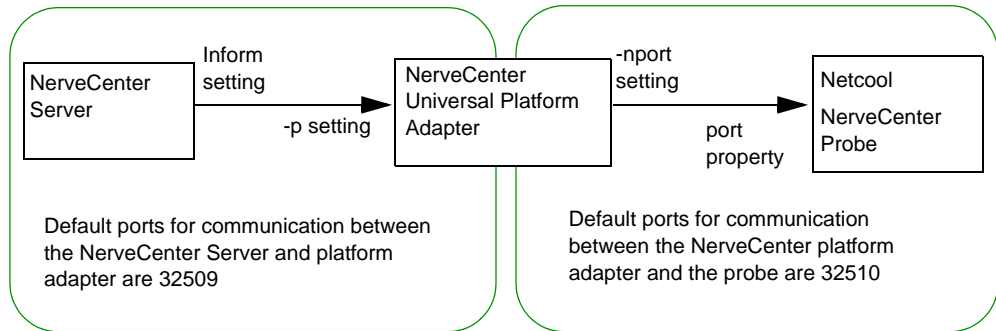 NerveCenter
Server
Inform
setting
-p setting
NerveCenter
Universal Platform
Adapter
-nport
setting
port
property
Netcool
NerveCenter
Probe
Default ports for communication between
the NerveCenter Server and platform
adapter are 32509
Default ports for communication
between the NerveCenter platform
adapter and the probe are 32510